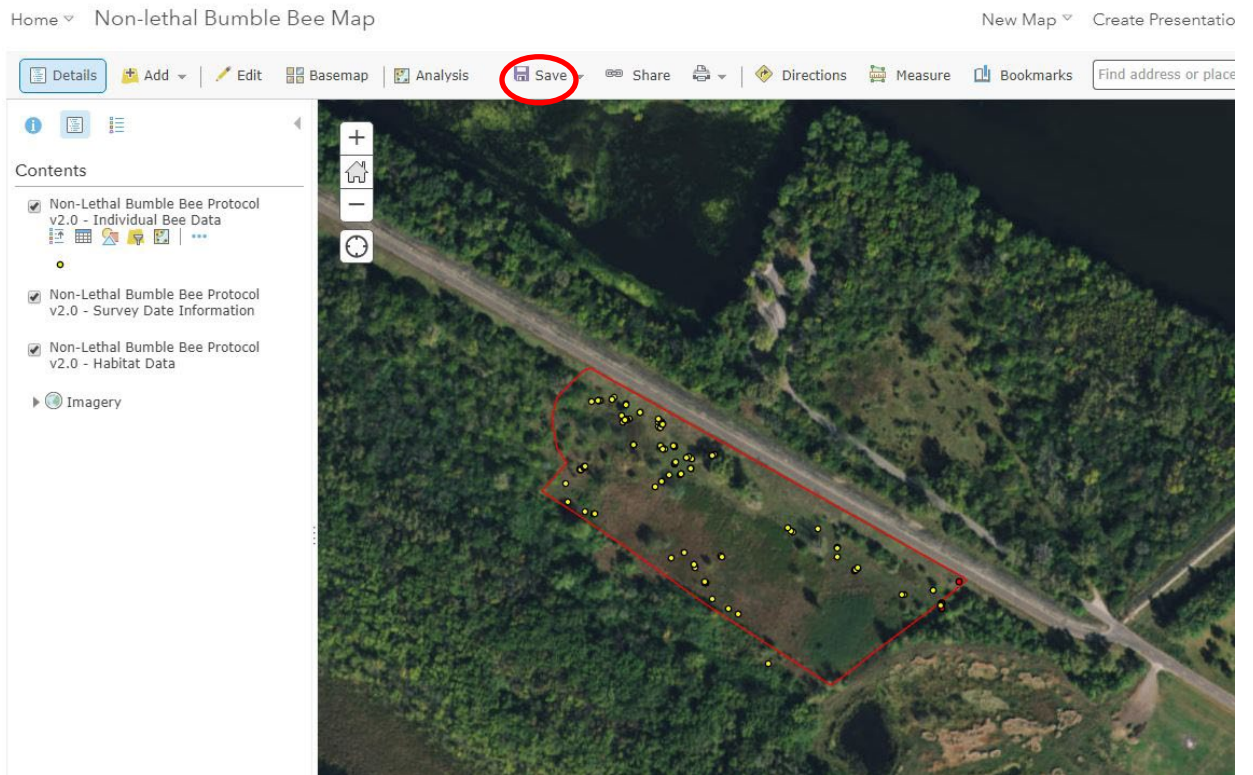 Home Non-lethal Bumble Bee Map New Map Create Presentatio
Details Add Edit Basemap Analysis Save Share Directions Measure Bookmarks Find address or place
Contents
Non-Lethal Bumble Bee Protocol
v2.0 - Individual Bee Data
Non-Lethal Bumble Bee Protocol
v2.0 - Survey Date Information
Non-Lethal Bumble Bee Protocol
v2.0 - Habitat Data
Imagery